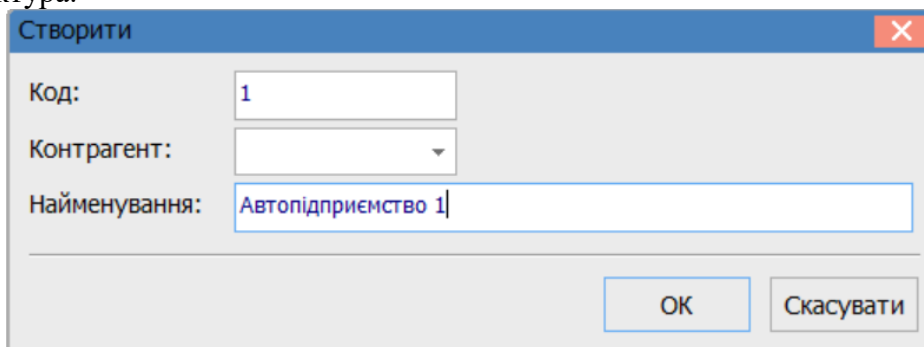 Створити
Код: 1
Контрагент:
Найменування: Автопідприємство 1
ОК Скасувати